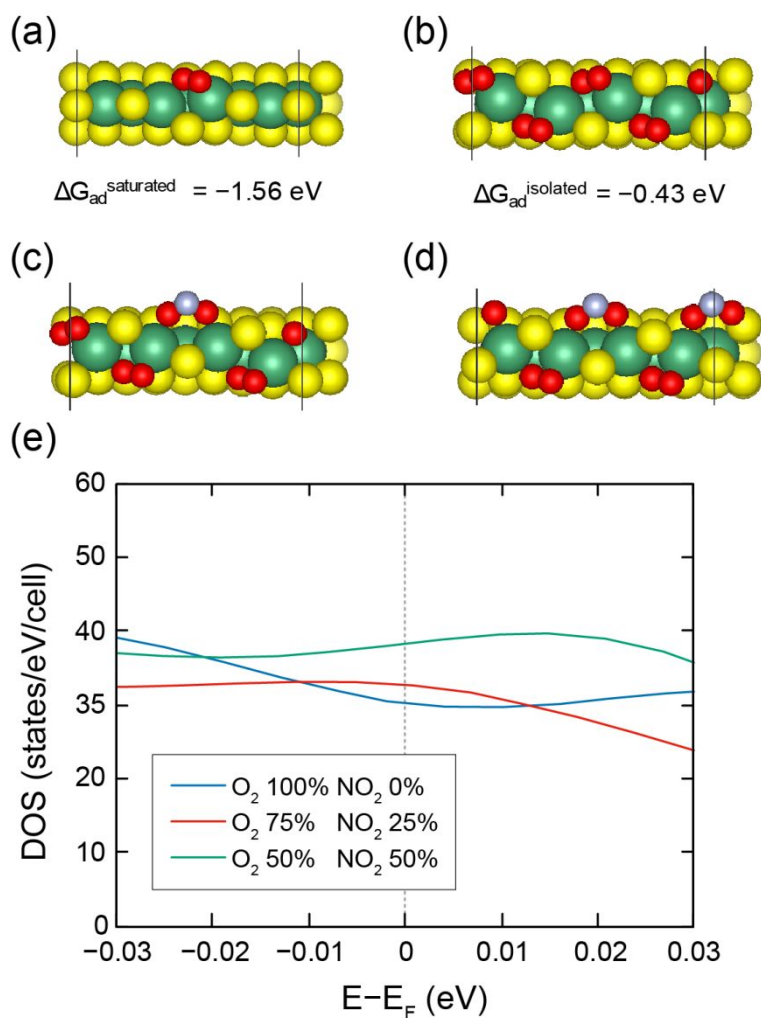 (a)
(b)
ΔG_ad^saturated = −1.56 eV
ΔG_ad^isolated = −0.43 eV
(c)
(d)
(e)
60
50
40
35
20
10
0
DOS (states/eV/cell)
O₂ 100% NO₂ 0%
O₂ 75% NO₂ 25%
O₂ 50% NO₂ 50%
−0.03 −0.02 −0.01 0 0.01 0.02 0.03
E−E_F (eV)